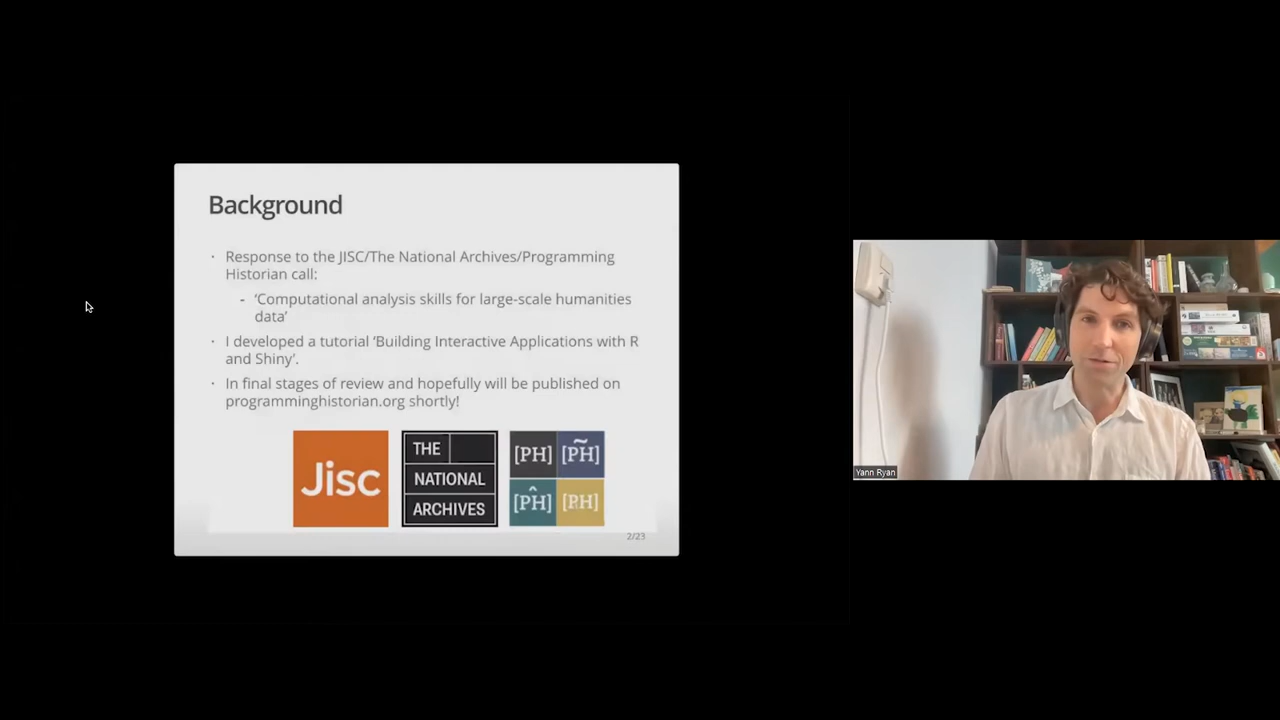 Background
· Response to the JISC/The National Archives/Programming
Historian call:
- ‘Computational analysis skills for large-scale humanities
data’
· I developed a tutorial ‘Building Interactive Applications with R
and Shiny’.
· In final stages of review and hopefully will be published on
programminghistorian.org shortly!
Jisc
THE
NATIONAL
ARCHIVES
[PH] [PH̃]
[PĤ] [PH]
2/23
Yann Ryan